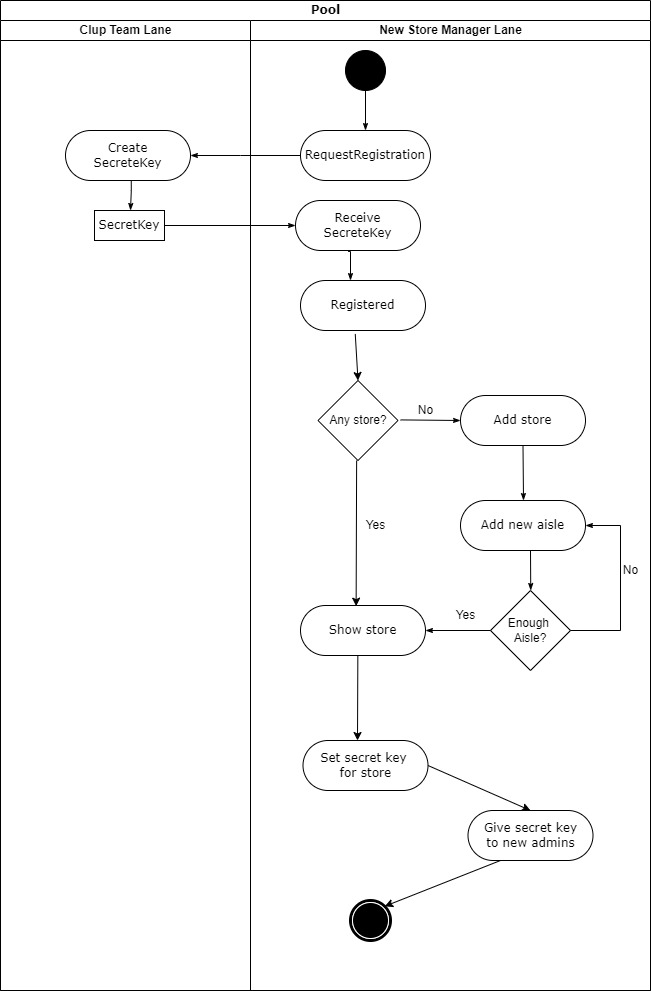 Pool
Clup Team Lane
New Store Manager Lane
RequestRegistration
Create
SecreteKey
SecretKey
Receive
SecreteKey
Registered
Any store?
No
Add store
Yes
Add new aisle
No
Enough
Aisle?
Yes
Show store
Set secret key
for store
Give secret key
to new admins